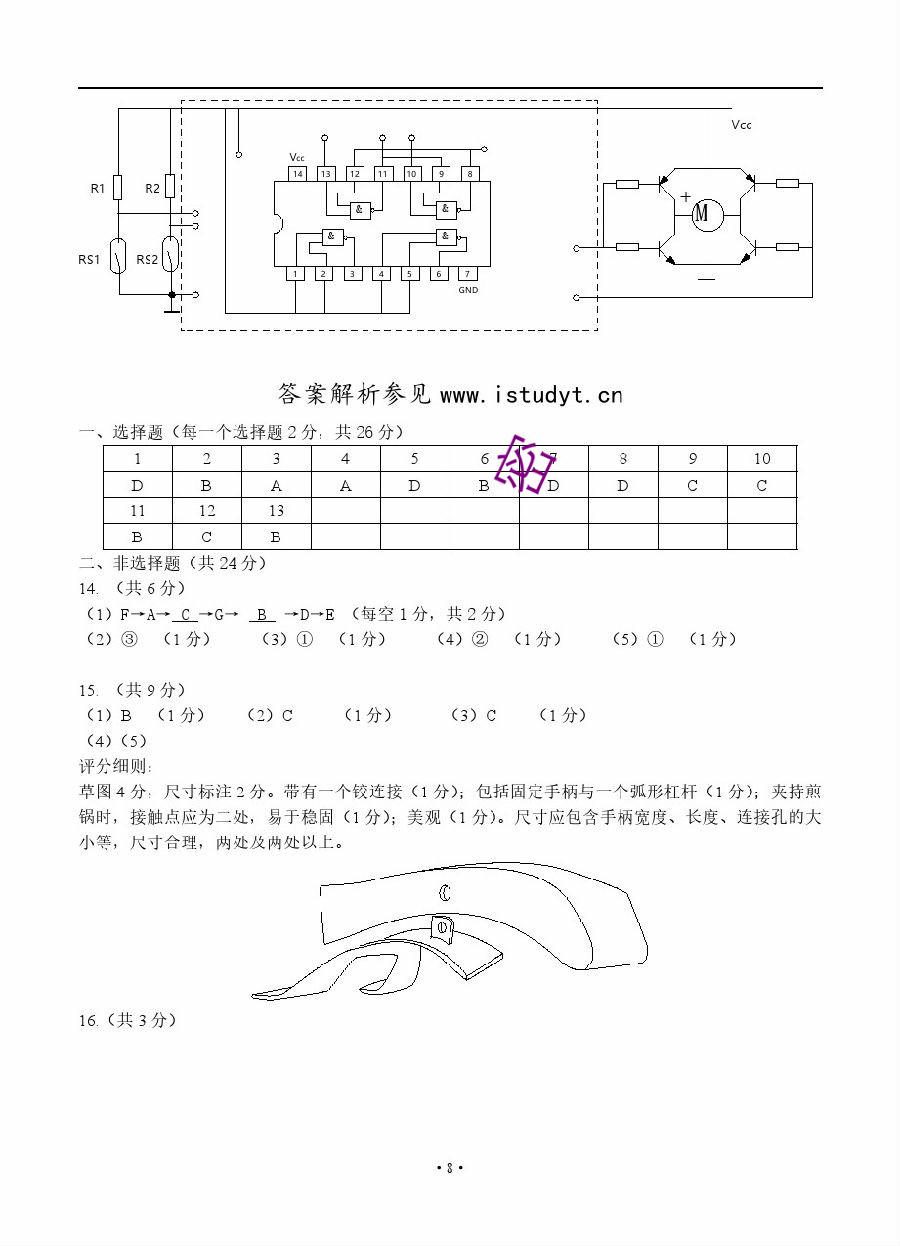 Vcc
Vcc
14 13 12 11 10 9 8
R1 R2
+
M
& &
& &
RS1 RS2
—
1 2 3 4 5 6 7
GND
答案解析参见 www.istudyt.cn
一、选择题（每一个选择题 2 分，共 26 分）
1 2 3 4 5 6 7 8 9 10
D B A A D B D D C C
11 12 13
B C B
二、非选择题（共 24 分）
14. （共 6 分）
（1）F→A→ C →G→ B →D→E （每空 1 分，共 2 分）
（2）③ （1 分） （3）① （1 分） （4）② （1 分） （5）① （1 分）
15. （共 9 分）
（1）B （1 分） （2）C （1 分） （3）C （1 分）
（4）（5）
评分细则：
草图 4 分，尺寸标注 2 分。带有一个铰连接（1 分）；包括固定手柄与一个弧形杠杆（1 分）；夹持煎
锅时，接触点应为二处，易于稳固（1 分）；美观（1 分）。尺寸应包含手柄宽度、长度、连接孔的大
小等，尺寸合理，两处及两处以上。
16.（共 3 分）
·8·